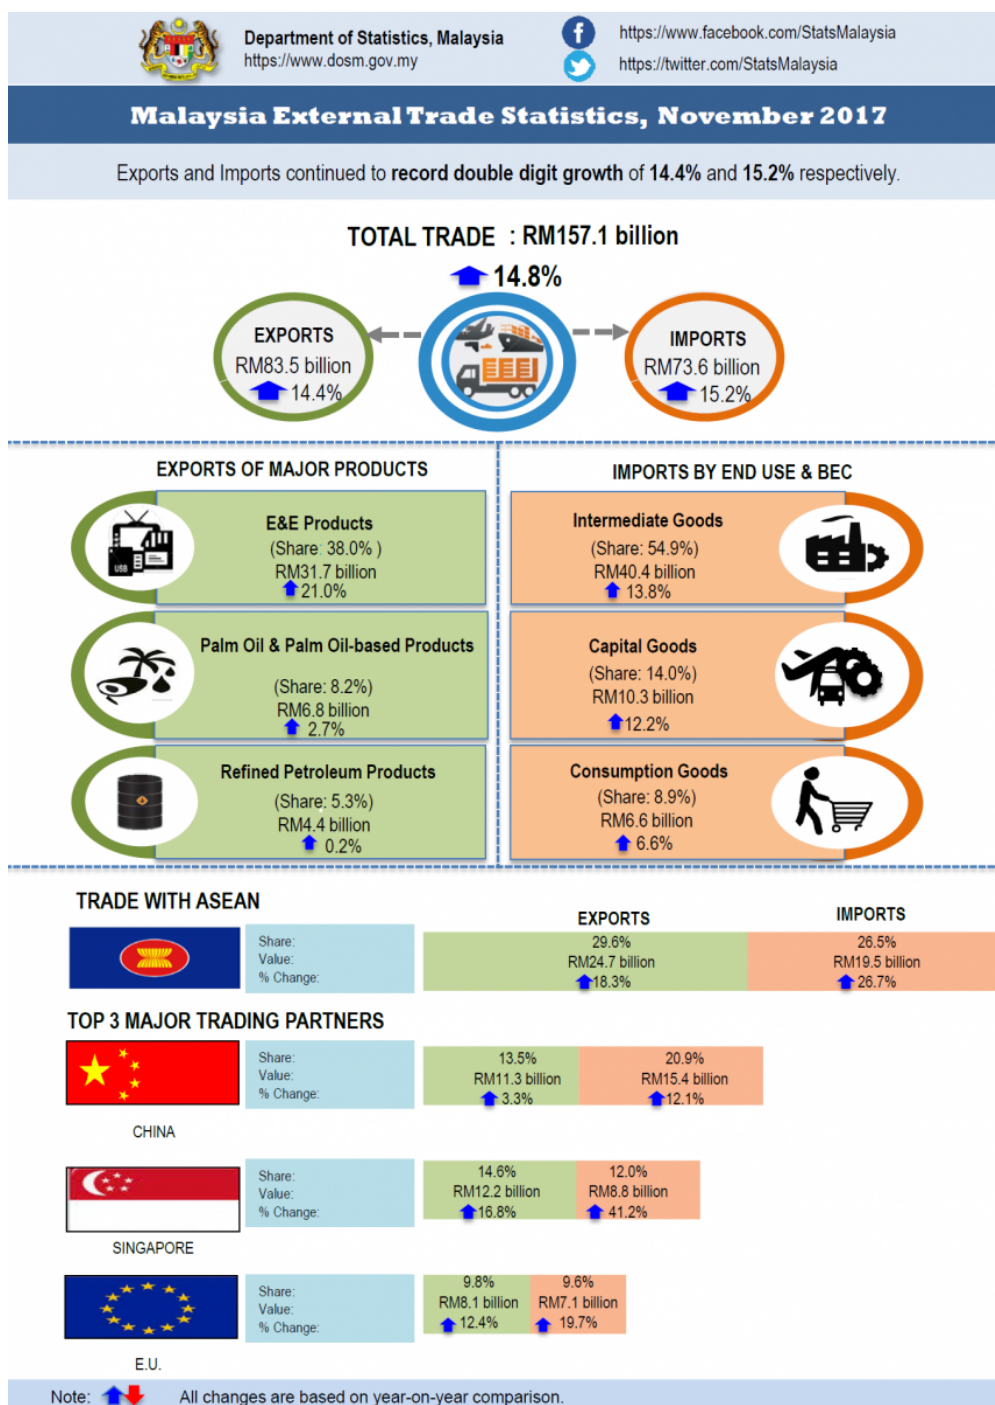 Department of Statistics, Malaysia
https://www.dosm.gov.my
https://www.facebook.com/StatsMalaysia
https://twitter.com/StatsMalaysia
Malaysia External Trade Statistics, November 2017
Exports and Imports continued to record double digit growth of 14.4% and 15.2% respectively.
TOTAL TRADE : RM157.1 billion
14.8%
EXPORTS
RM83.5 billion
14.4%
IMPORTS
RM73.6 billion
15.2%
EXPORTS OF MAJOR PRODUCTS
E&E Products
(Share: 38.0% )
RM31.7 billion
21.0%
USB
Palm Oil & Palm Oil-based Products
(Share: 8.2%)
RM6.8 billion
2.7%
Refined Petroleum Products
(Share: 5.3%)
RM4.4 billion
0.2%
IMPORTS BY END USE & BEC
Intermediate Goods
(Share: 54.9%)
RM40.4 billion
13.8%
Capital Goods
(Share: 14.0%)
RM10.3 billion
12.2%
Consumption Goods
(Share: 8.9%)
RM6.6 billion
6.6%
TRADE WITH ASEAN
EXPORTS IMPORTS
Share: 29.6% 26.5%
Value: RM24.7 billion RM19.5 billion
% Change: 18.3% 26.7%
TOP 3 MAJOR TRADING PARTNERS
Share: 13.5% 20.9%
Value: RM11.3 billion RM15.4 billion
% Change: 3.3% 12.1%
CHINA
Share: 14.6% 12.0%
Value: RM12.2 billion RM8.8 billion
% Change: 16.8% 41.2%
SINGAPORE
Share: 9.8% 9.6%
Value: RM8.1 billion RM7.1 billion
% Change: 12.4% 19.7%
E.U.
Note: All changes are based on year-on-year comparison.